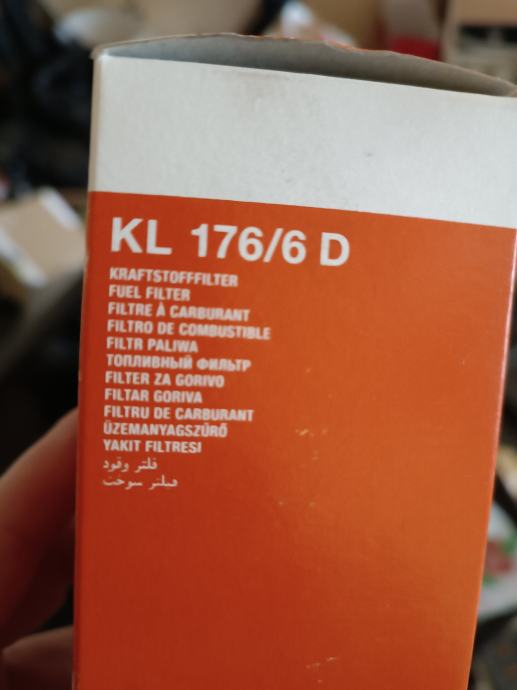 KL 176/6 D
KRAFTSTOFFFILTER
FUEL FILTER
FILTRE À CARBURANT
FILTRO DE COMBUSTIBLE
FILTR PALIWA
ТОПЛИВНЫЙ ФИЛЬТР
FILTER ZA GORIVO
FILTAR GORIVA
FILTRU DE CARBURANT
ÜZEMANYAGSZŰRŐ
YAKIT FILTRESI
فلتر وقود
فیلتر سوخت